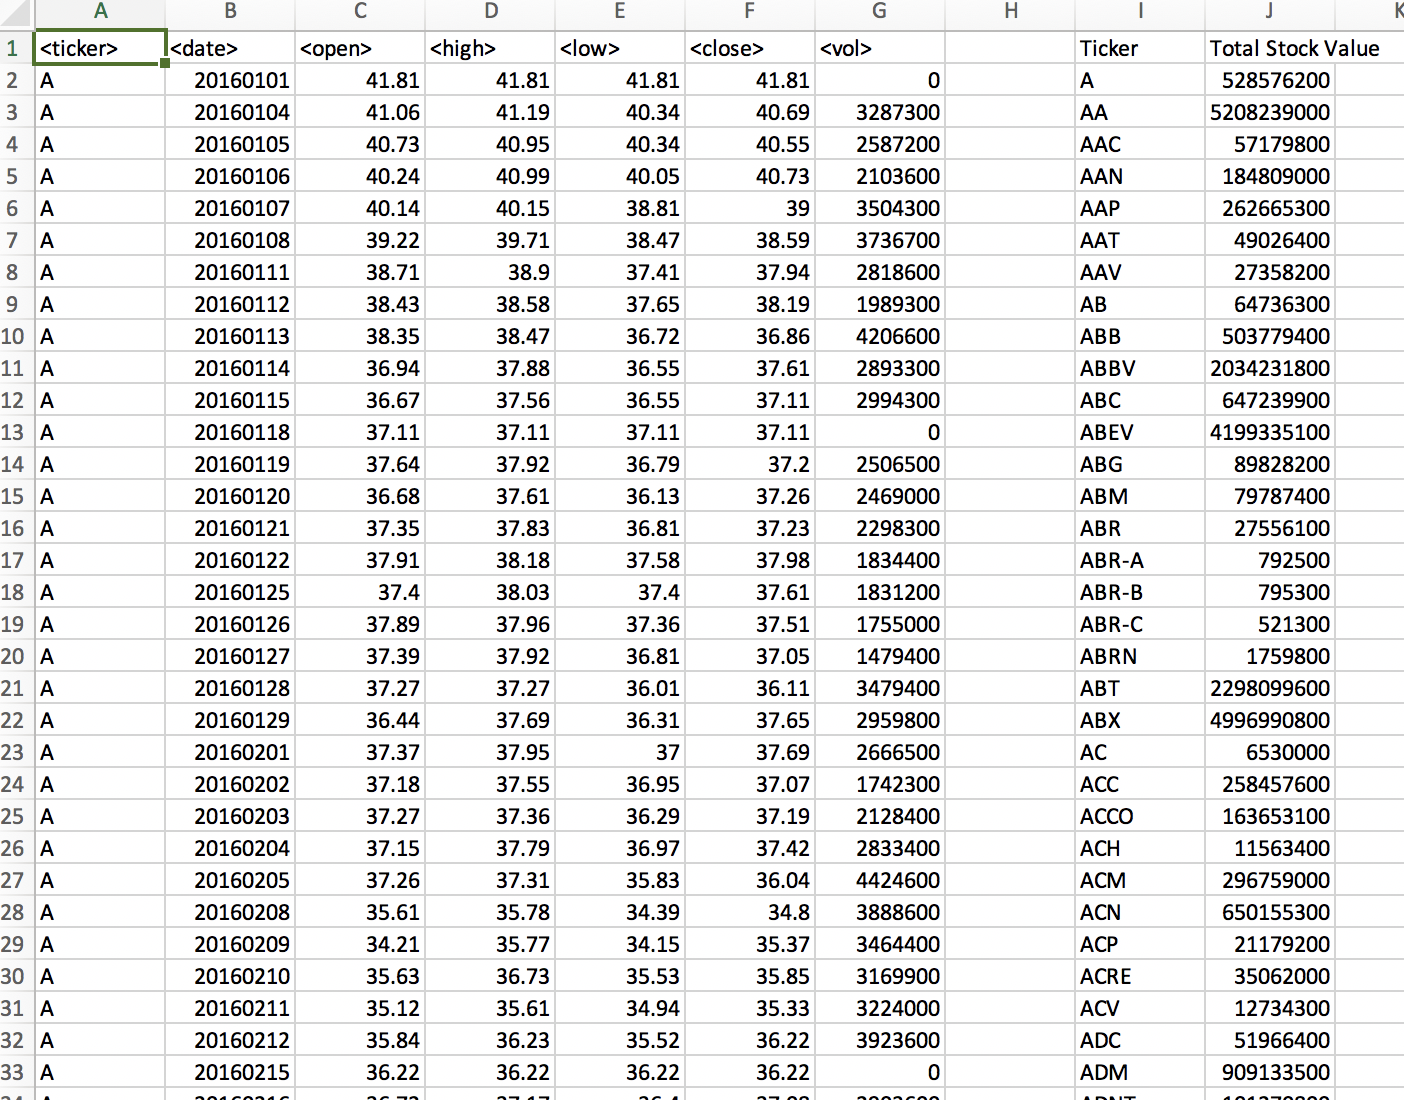 A B C D E F G H I J K
1 <ticker> <date> <open> <high> <low> <close> <vol> Ticker Total Stock Value
2 A 20160101 41.81 41.81 41.81 41.81 0 A 528576200
3 A 20160104 41.06 41.19 40.34 40.69 3287300 AA 5208239000
4 A 20160105 40.73 40.95 40.34 40.55 2587200 AAC 57179800
5 A 20160106 40.24 40.99 40.05 40.73 2103600 AAN 184809000
6 A 20160107 40.14 40.15 38.81 39 3504300 AAP 262665300
7 A 20160108 39.22 39.71 38.47 38.59 3736700 AAT 49026400
8 A 20160111 38.71 38.9 37.41 37.94 2818600 AAV 27358200
9 A 20160112 38.43 38.58 37.65 38.19 1989300 AB 64736300
10 A 20160113 38.35 38.47 36.72 36.86 4206600 ABB 503779400
11 A 20160114 36.94 37.88 36.55 37.61 2893300 ABBV 2034231800
12 A 20160115 36.67 37.56 36.55 37.11 2994300 ABC 647239900
13 A 20160118 37.11 37.11 37.11 37.11 0 ABEV 4199335100
14 A 20160119 37.64 37.92 36.79 37.2 2506500 ABG 89828200
15 A 20160120 36.68 37.61 36.13 37.26 2469000 ABM 79787400
16 A 20160121 37.35 37.83 36.81 37.23 2298300 ABR 27556100
17 A 20160122 37.91 38.18 37.58 37.98 1834400 ABR-A 792500
18 A 20160125 37.4 38.03 37.4 37.61 1831200 ABR-B 795300
19 A 20160126 37.89 37.96 37.36 37.51 1755000 ABR-C 521300
20 A 20160127 37.39 37.92 36.81 37.05 1479400 ABRN 1759800
21 A 20160128 37.27 37.27 36.01 36.11 3479400 ABT 2298099600
22 A 20160129 36.44 37.69 36.31 37.65 2959800 ABX 4996990800
23 A 20160201 37.37 37.95 37 37.69 2666500 AC 6530000
24 A 20160202 37.18 37.55 36.95 37.07 1742300 ACC 258457600
25 A 20160203 37.27 37.36 36.29 37.19 2128400 ACCO 163653100
26 A 20160204 37.15 37.79 36.97 37.42 2833400 ACH 11563400
27 A 20160205 37.26 37.31 35.83 36.04 4424600 ACM 296759000
28 A 20160208 35.61 35.78 34.39 34.8 3888600 ACN 650155300
29 A 20160209 34.21 35.77 34.15 35.37 3464400 ACP 21179200
30 A 20160210 35.63 36.73 35.53 35.85 3169900 ACRE 35062000
31 A 20160211 35.12 35.61 34.94 35.33 3224000 ACV 12734300
32 A 20160212 35.84 36.23 35.52 36.22 3923600 ADC 51966400
33 A 20160215 36.22 36.22 36.22 36.22 0 ADM 909133500